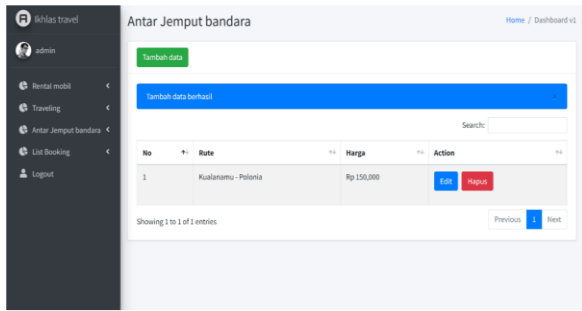 R Ikhlas travel
Antar Jemput bandara
Home / Dashboard v1
admin
Tambah data
Rental mobil
Tambah data berhasil
×
Traveling
Antar Jemput bandara
Search:
List Booking
No Rute Harga Action
Logout
1 Kualanamu - Polonia Rp 150,000 Edit Hapus
Showing 1 to 1 of 1 entries
Previous 1 Next